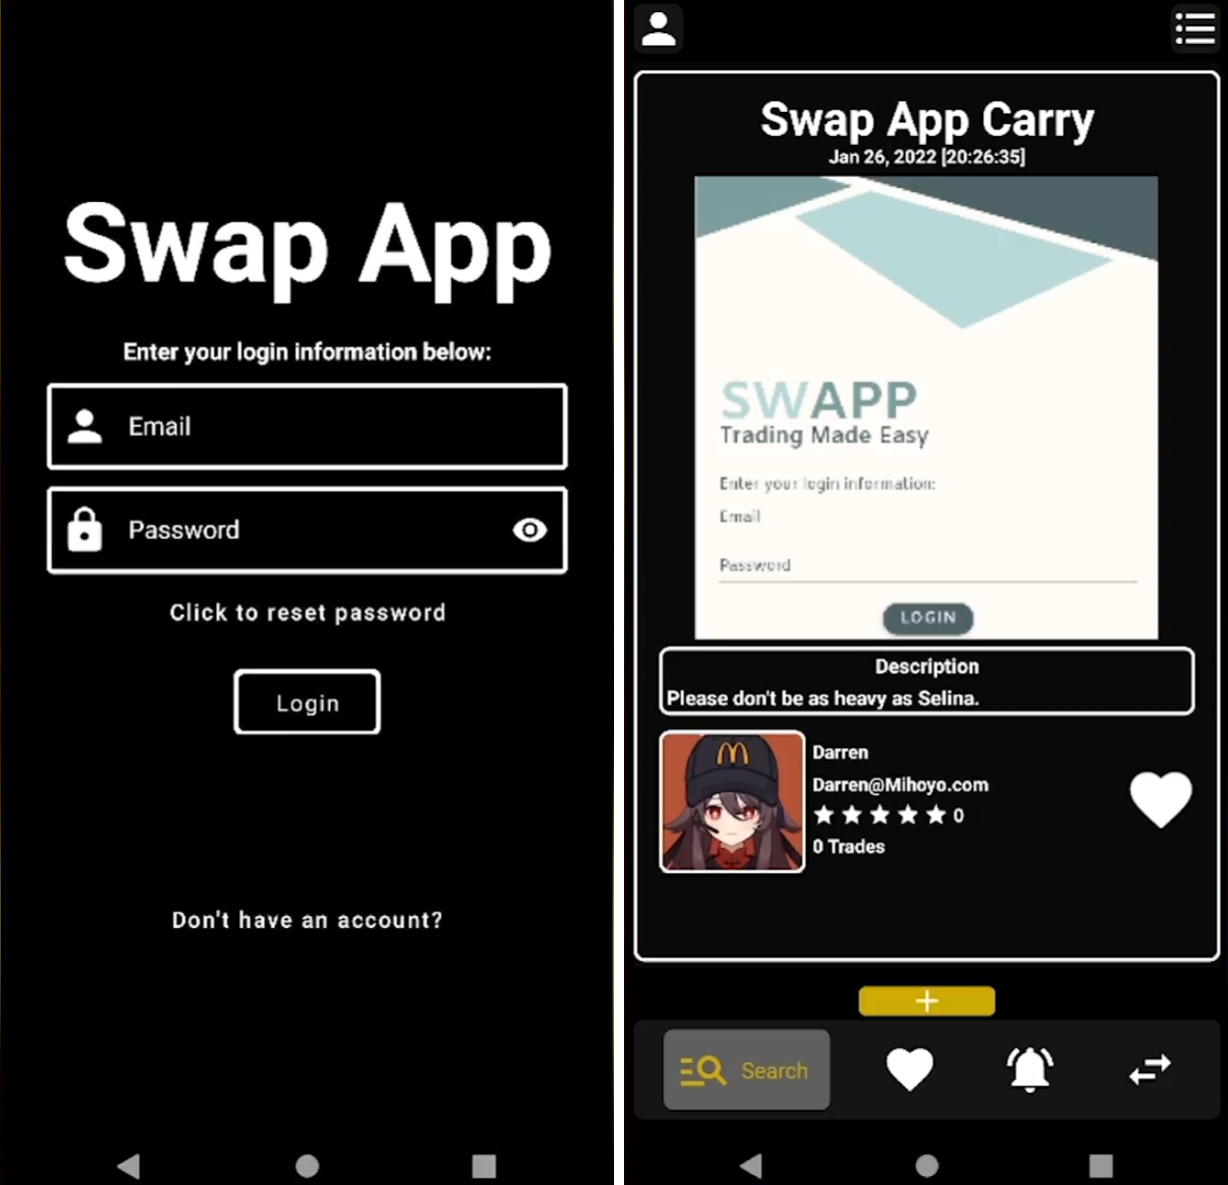 Swap App
Enter your login information below:
Email
Password
Click to reset password
Login
Don't have an account?
Swap App Carry
Jan 26, 2022 [20:26:35]
SWAPP
Trading Made Easy
Enter your login information:
Email
Password
LOGIN
Description
Please don't be as heavy as Selina.
Darren
Darren@Mihoyo.com
0
0 Trades
Search